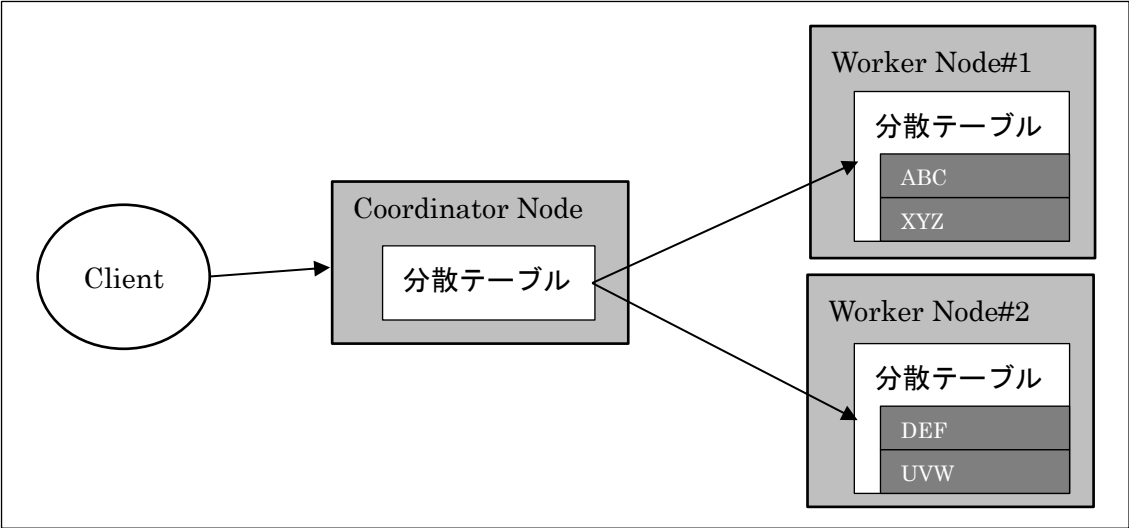 Client
Coordinator Node
分散テーブル
Worker Node#1
分散テーブル
ABC
XYZ
Worker Node#2
分散テーブル
DEF
UVW